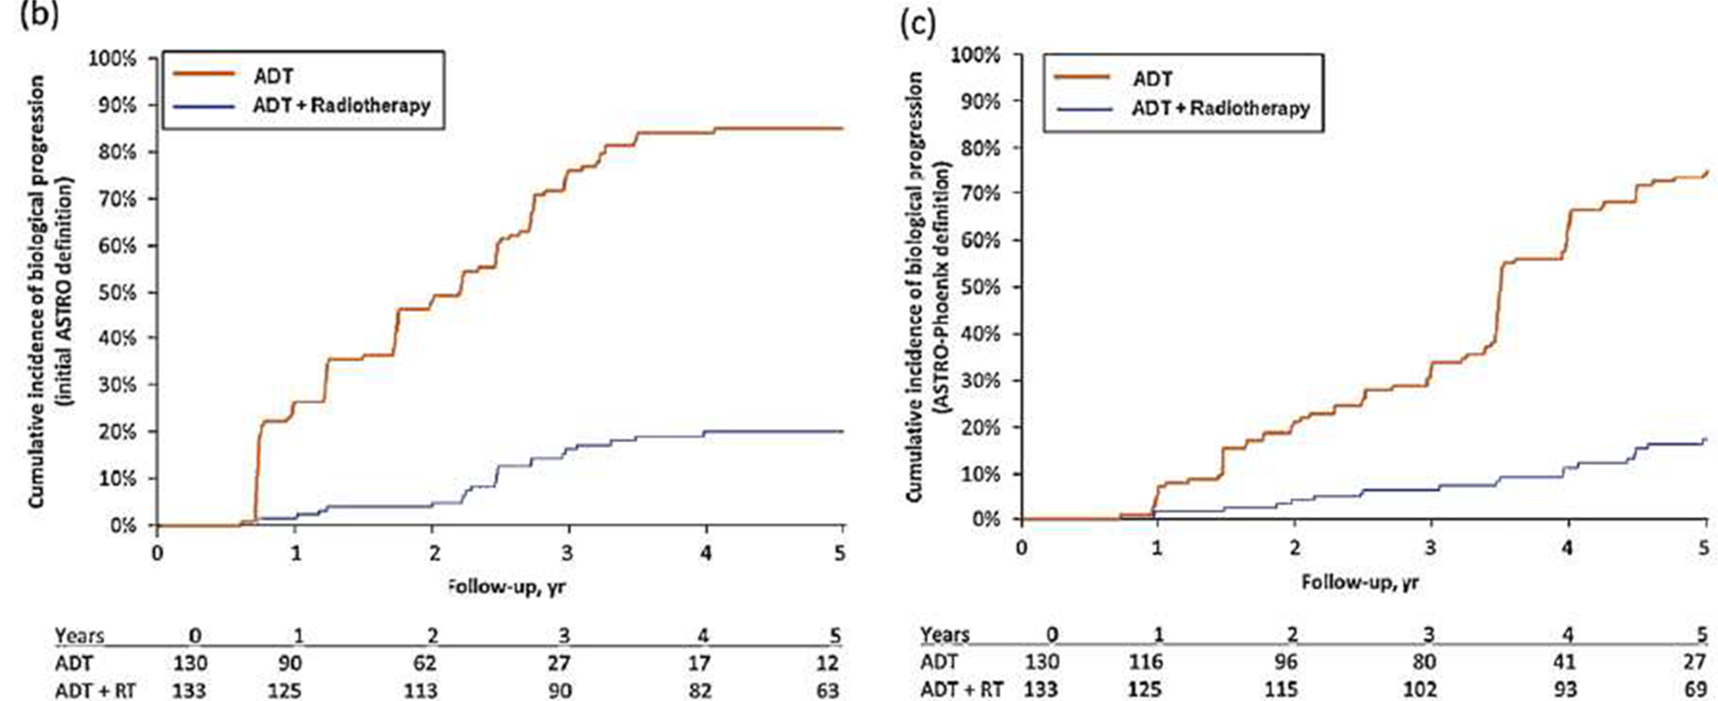 (b)
Cumulative incidence of biological progression
(initial ASTRO definition)
100%
90%
80%
70%
60%
50%
40%
30%
20%
10%
0%
ADT
ADT + Radiotherapy
0 1 2 3 4 5
Follow-up, yr
Years 0 1 2 3 4 5
ADT 130 90 62 27 17 12
ADT + RT 133 125 113 90 82 63
(c)
Cumulative incidence of biological progression
(ASTRO-Phoenix definition)
100%
90%
80%
70%
60%
50%
40%
30%
20%
10%
0%
ADT
ADT + Radiotherapy
0 1 2 3 4 5
Follow-up, yr
Years 0 1 2 3 4 5
ADT 130 116 96 80 41 27
ADT + RT 133 125 115 102 93 69